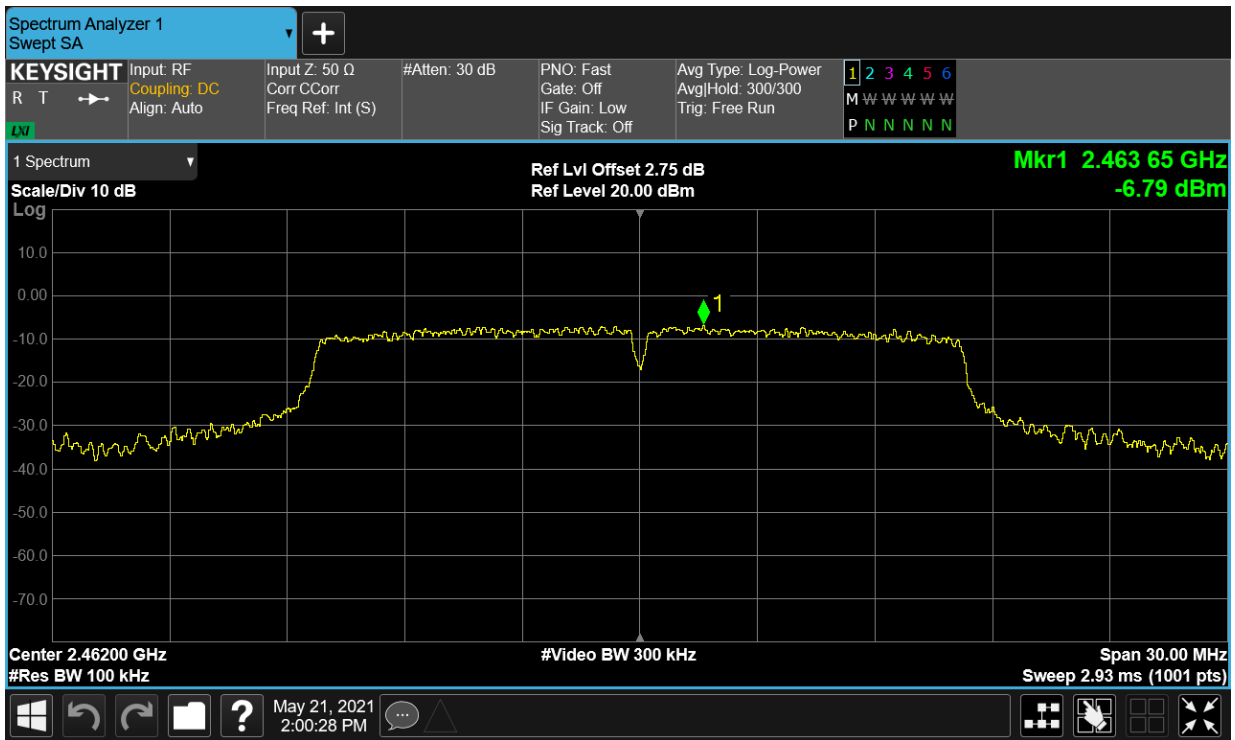 Spectrum Analyzer 1
Swept SA
▼
+
KEYSIGHT
R T
LXI
Input: RF
Coupling: DC
Align: Auto
Input Z: 50 Ω
Corr CCorr
Freq Ref: Int (S)
#Atten: 30 dB
PNO: Fast
Gate: Off
IF Gain: Low
Sig Track: Off
Avg Type: Log-Power
Avg|Hold: 300/300
Trig: Free Run
1 2 3 4 5 6
M W W W W W
P N N N N N
1 Spectrum ▼
Scale/Div 10 dB
Log
Ref Lvl Offset 2.75 dB
Ref Level 20.00 dBm
Mkr1 2.463 65 GHz
-6.79 dBm
10.0
0.00
-10.0
-20.0
-30.0
-40.0
-50.0
-60.0
-70.0
1
Center 2.46200 GHz
#Res BW 100 kHz
#Video BW 300 kHz
Span 30.00 MHz
Sweep 2.93 ms (1001 pts)
?
May 21, 2021
2:00:28 PM